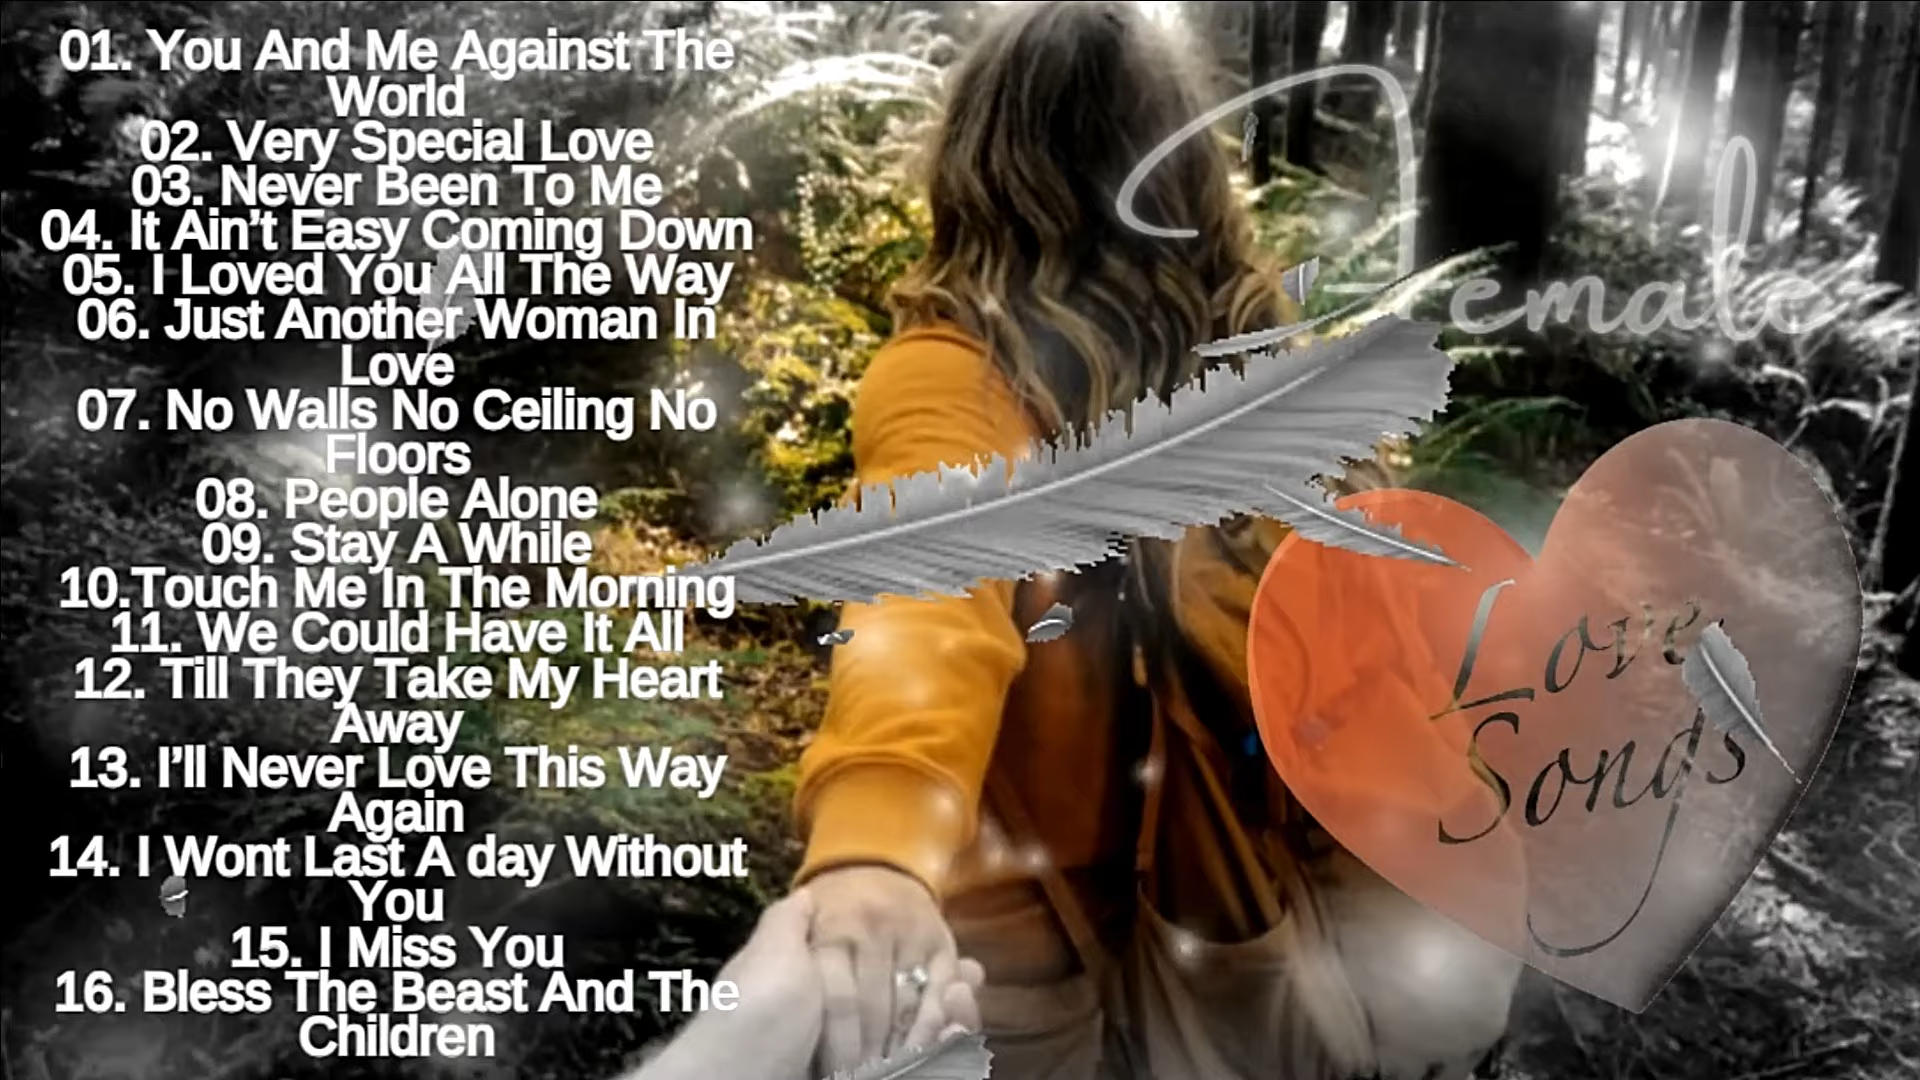 01. You And Me Against The
World
02. Very Special Love
03. Never Been To Me
04. It Ain’t Easy Coming Down
05. I Loved You All The Way
06. Just Another Woman In
Love
07. No Walls No Ceiling No
Floors
08. People Alone
09. Stay A While
10.Touch Me In The Morning
11. We Could Have It All
12. Till They Take My Heart
Away
13. I’ll Never Love This Way
Again
14. I Wont Last A day Without
You
15. I Miss You
16. Bless The Beast And The
Children
Female
Love
Songs